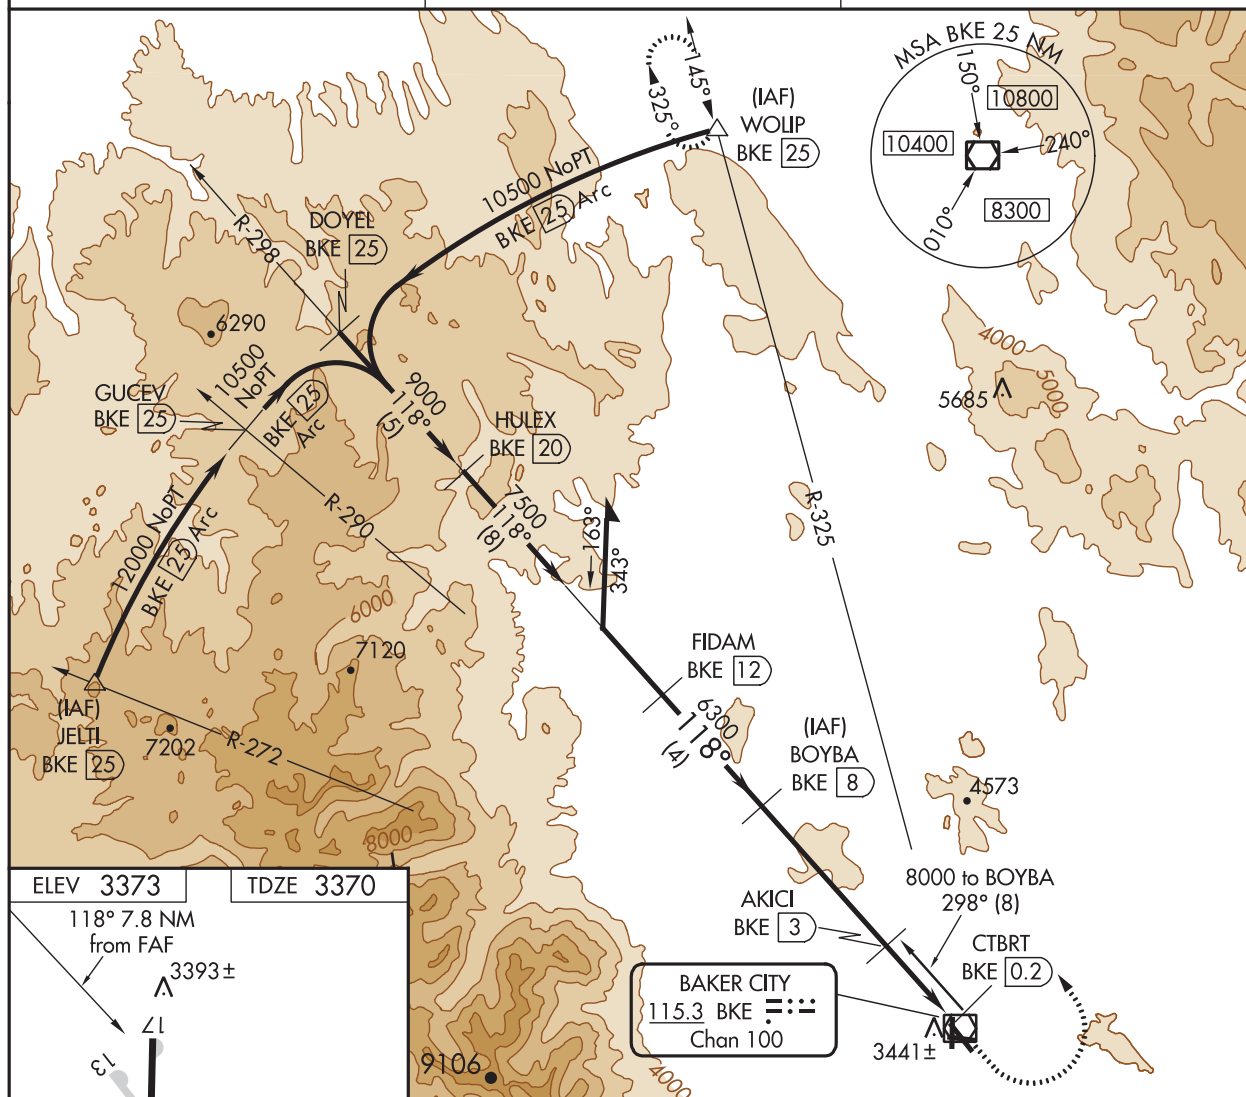 MSA BKE 25 NM
150°
10800
10400
240°
8300
010°
145°
325°
(IAF)
WOLIP
BKE 25
10500 NoPT
BKE 25 Arc
DOYEL
BKE 25
R-298
6290
10500
NoPT
BKE 25
Arc
GUCEV
BKE 25
9000
118°
(5)
HULEX
BKE 20
4000
5000
5685
R-290
7500
118°
(8)
163°
343°
R-325
12000 NoPT
BKE 25 Arc
6000
7120
(IAF)
JELTI
BKE 25
7202
R-272
FIDAM
BKE 12
6300
118°
(4)
(IAF)
BOYBA
BKE 8
4573
8000
8000 to BOYBA
298° (8)
AKICI
BKE 3
CTBRT
BKE 0.2
BAKER CITY
115.3 BKE
Chan 100
3441±
4000
9106
ELEV 3373
TDZE 3370
118° 7.8 NM
from FAF
3393±
17
13